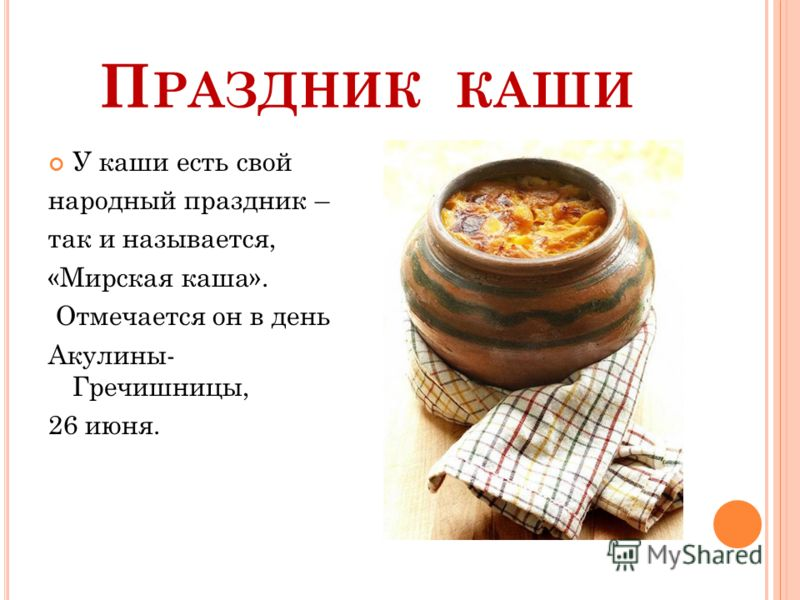 ПРАЗДНИК КАШИ
У каши есть свой
народный праздник –
так и называется,
«Мирская каша».
Отмечается он в день
Акулины-
Гречишницы,
26 июня.
MyShared